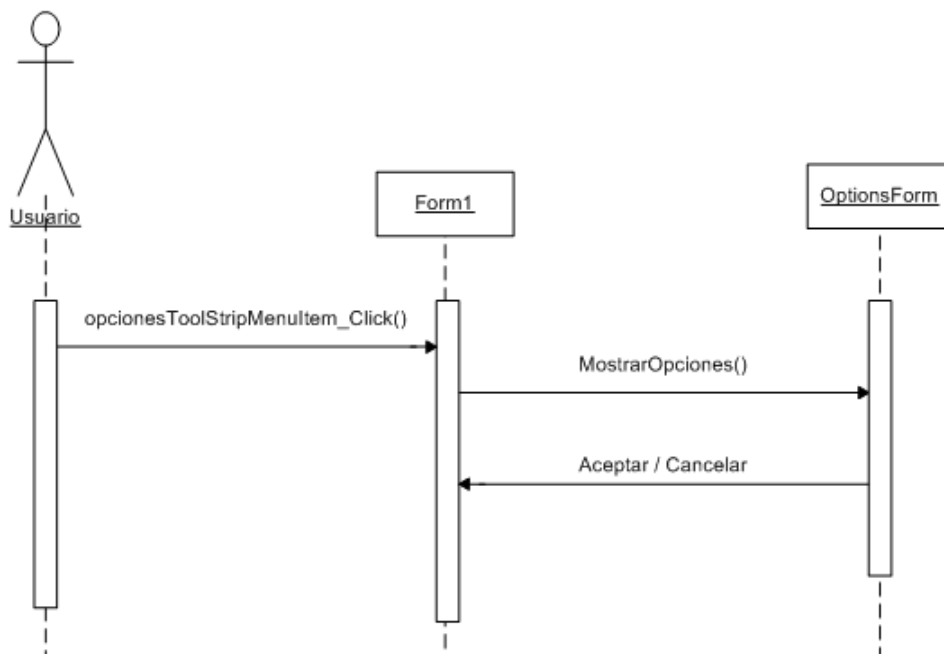 Usuario
Form1
OptionsForm
opcionesToolStripMenuItem_Click()
MostrarOpciones()
Aceptar / Cancelar